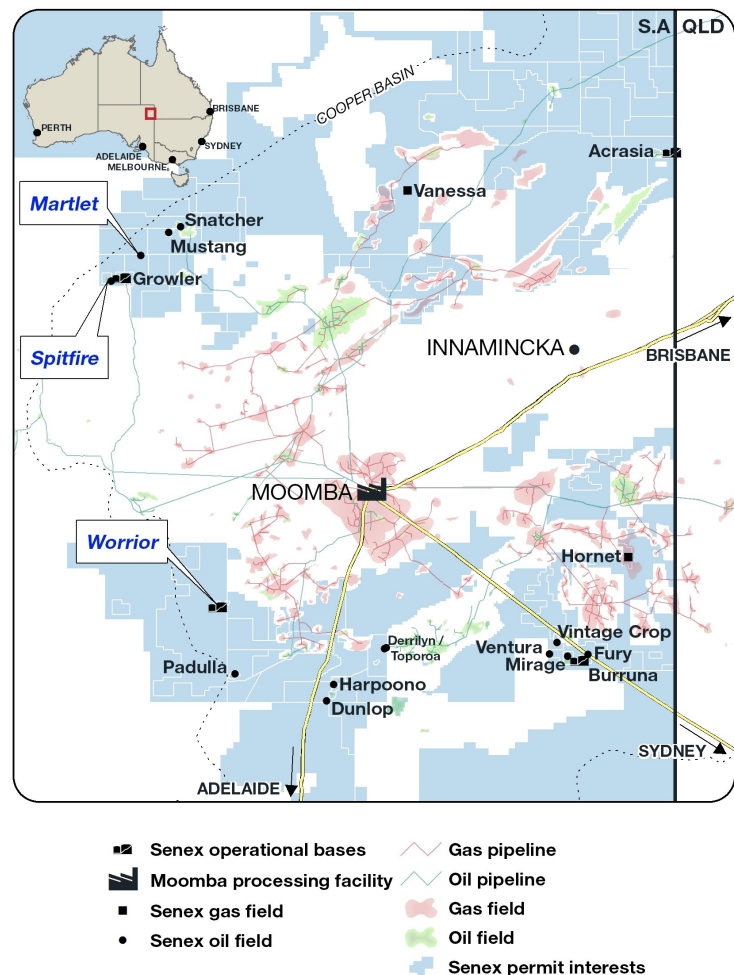 S.A QLD
COOPER BASIN
BRISBANE
PERTH
SYDNEY
ADELAIDE
MELBOURNE
Acrasia
Vanessa
Martlet
Snatcher
Mustang
Growler
Spitfire
INNAMINCKA
BRISBANE
MOOMBA
Worrior
Hornet
Derrilyn /
Toporoa
Vintage Crop
Ventura
Fury
Mirage
Burruna
Padulla
Harpoono
Dunlop
SYDNEY
ADELAIDE
Senex operational bases
Moomba processing facility
Senex gas field
Senex oil field
Gas pipeline
Oil pipeline
Gas field
Oil field
Senex permit interests